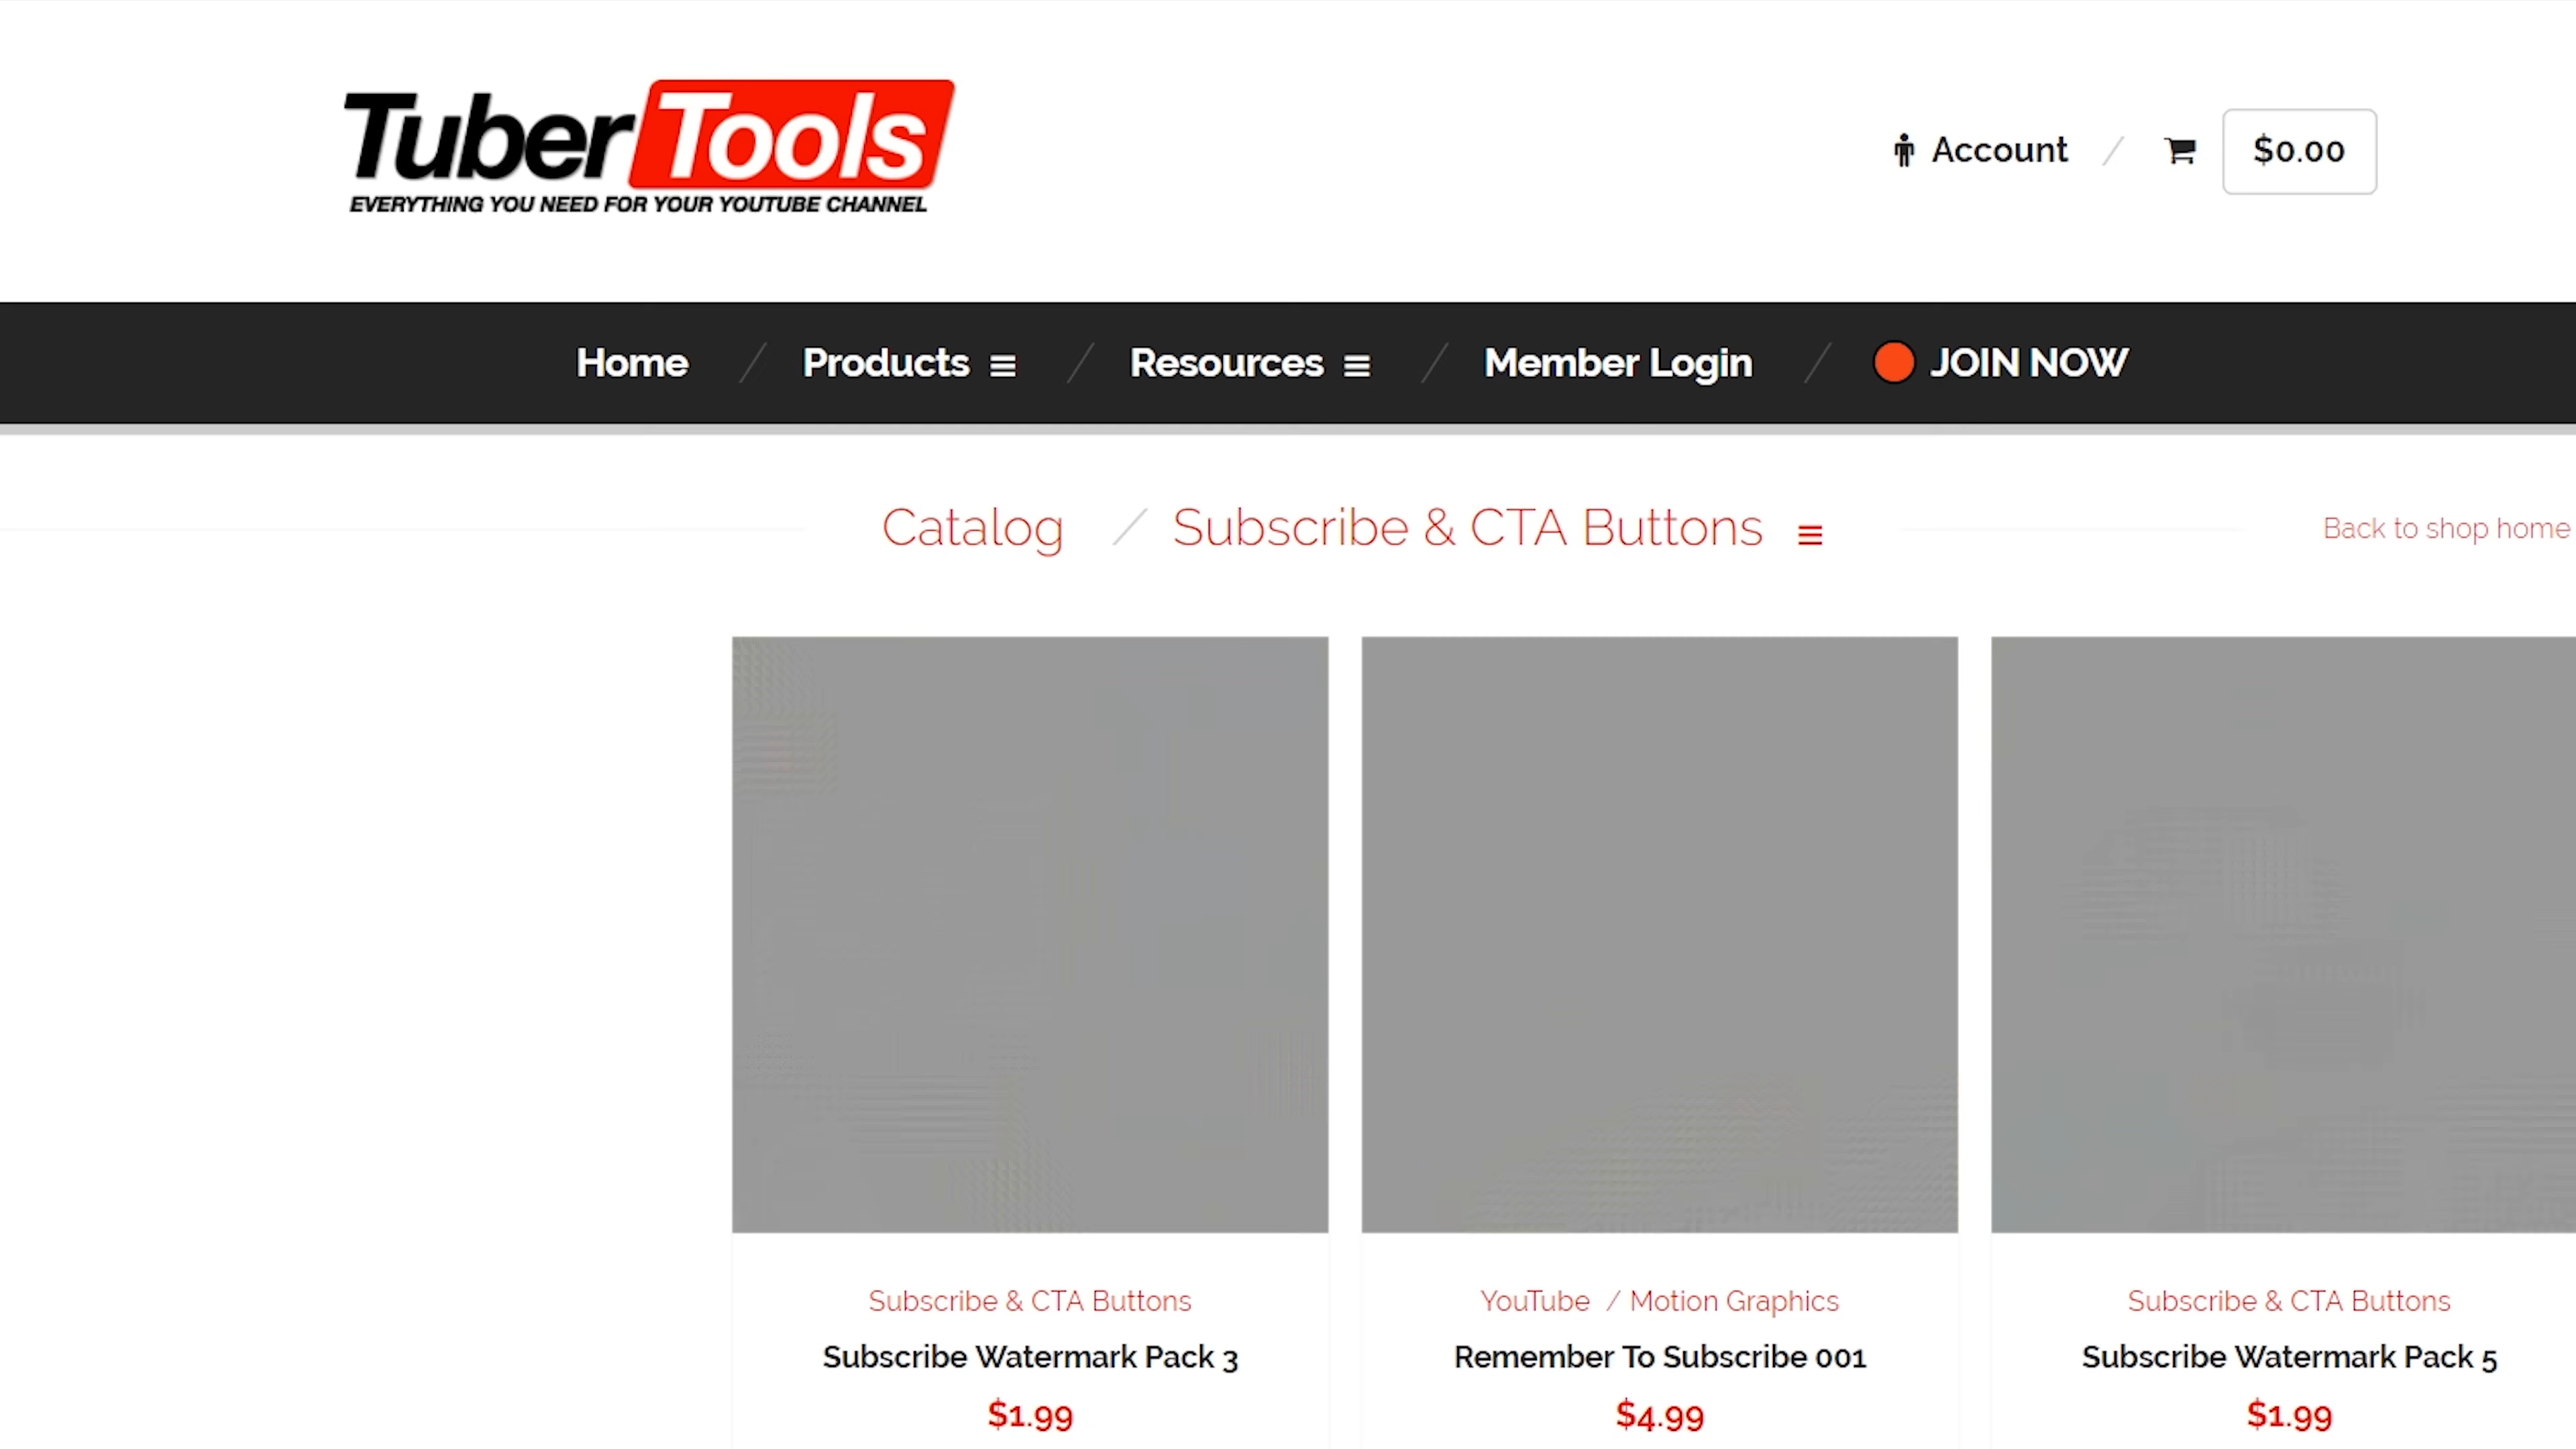 Tuber Tools
EVERYTHING YOU NEED FOR YOUR YOUTUBE CHANNEL
Account / $0.00
Home / Products / Resources / Member Login / JOIN NOW
Catalog / Subscribe & CTA Buttons
Back to shop home
Subscribe & CTA Buttons
Subscribe Watermark Pack 3
$1.99
YouTube / Motion Graphics
Remember To Subscribe 001
$4.99
Subscribe & CTA Buttons
Subscribe Watermark Pack 5
$1.99